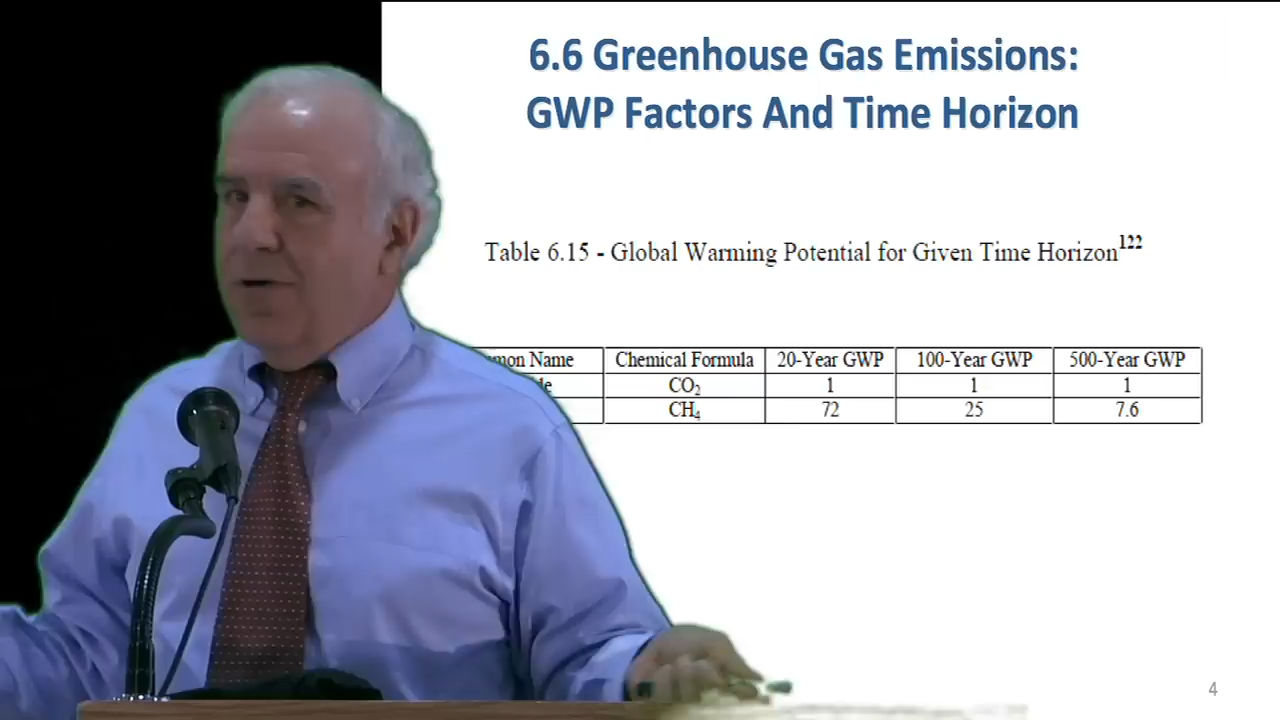 6.6 Greenhouse Gas Emissions:
GWP Factors And Time Horizon
Table 6.15 - Global Warming Potential for Given Time Horizon122
Name Chemical Formula 20-Year GWP 100-Year GWP 500-Year GWP
CO2 1 1 1
CH4 72 25 7.6
4